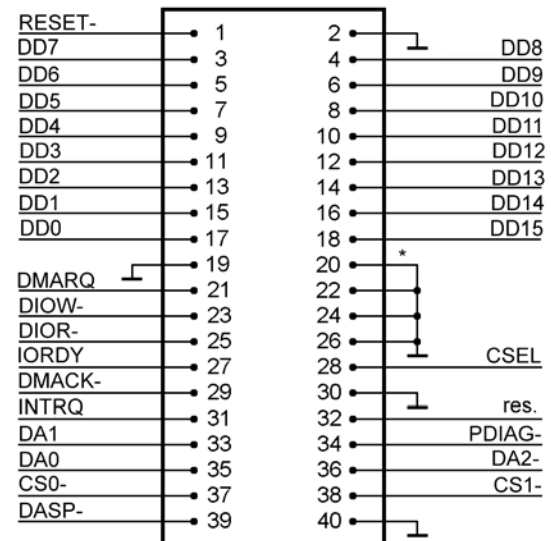 RESET- 1 2
DD7 3 4 DD8
DD6 5 6 DD9
DD5 7 8 DD10
DD4 9 10 DD11
DD3 11 12 DD12
DD2 13 14 DD13
DD1 15 16 DD14
DD0 17 18 DD15
19 20 *
DMARQ 21 22
DIOW- 23 24
DIOR- 25 26
IORDY 27 28 CSEL
DMACK- 29 30
INTRQ 31 32 res.
DA1 33 34 PDIAG-
DA0 35 36 DA2-
CS0- 37 38 CS1-
DASP- 39 40